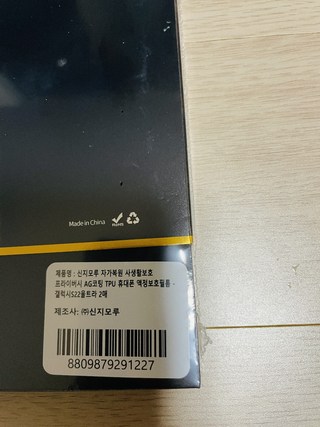 Made in China
RoHS
제품명 : 신지모루 자가복원 사생활보호
프라이버시 AG코팅 TPU 휴대폰 액정보호필름 -
갤럭시S22울트라 2매
제조사: ㈜신지모루
8809879291227